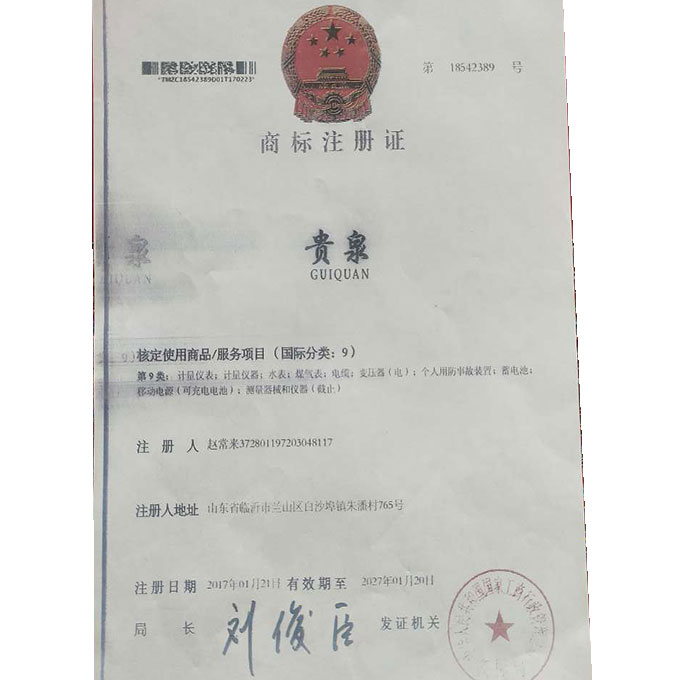 *TMZC18542389D01T170223*
第 18542389 号
商标注册证
貴泉
GUIQUAN
核定使用商品/服务项目（国际分类：9）
第9类：计量仪表；计量仪器；水表；煤气表；电缆；变压器（电）；个人用防事故装置；蓄电池；
移动电源（可充电电池）；测量器械和仪器（截止）
注册人 赵常来372801197203048117
注册人地址 山东省临沂市兰山区白沙埠镇朱潘村765号
注册日期 2017年01月21日 有效期至 2027年01月20日
局长 刘俊臣 发证机关